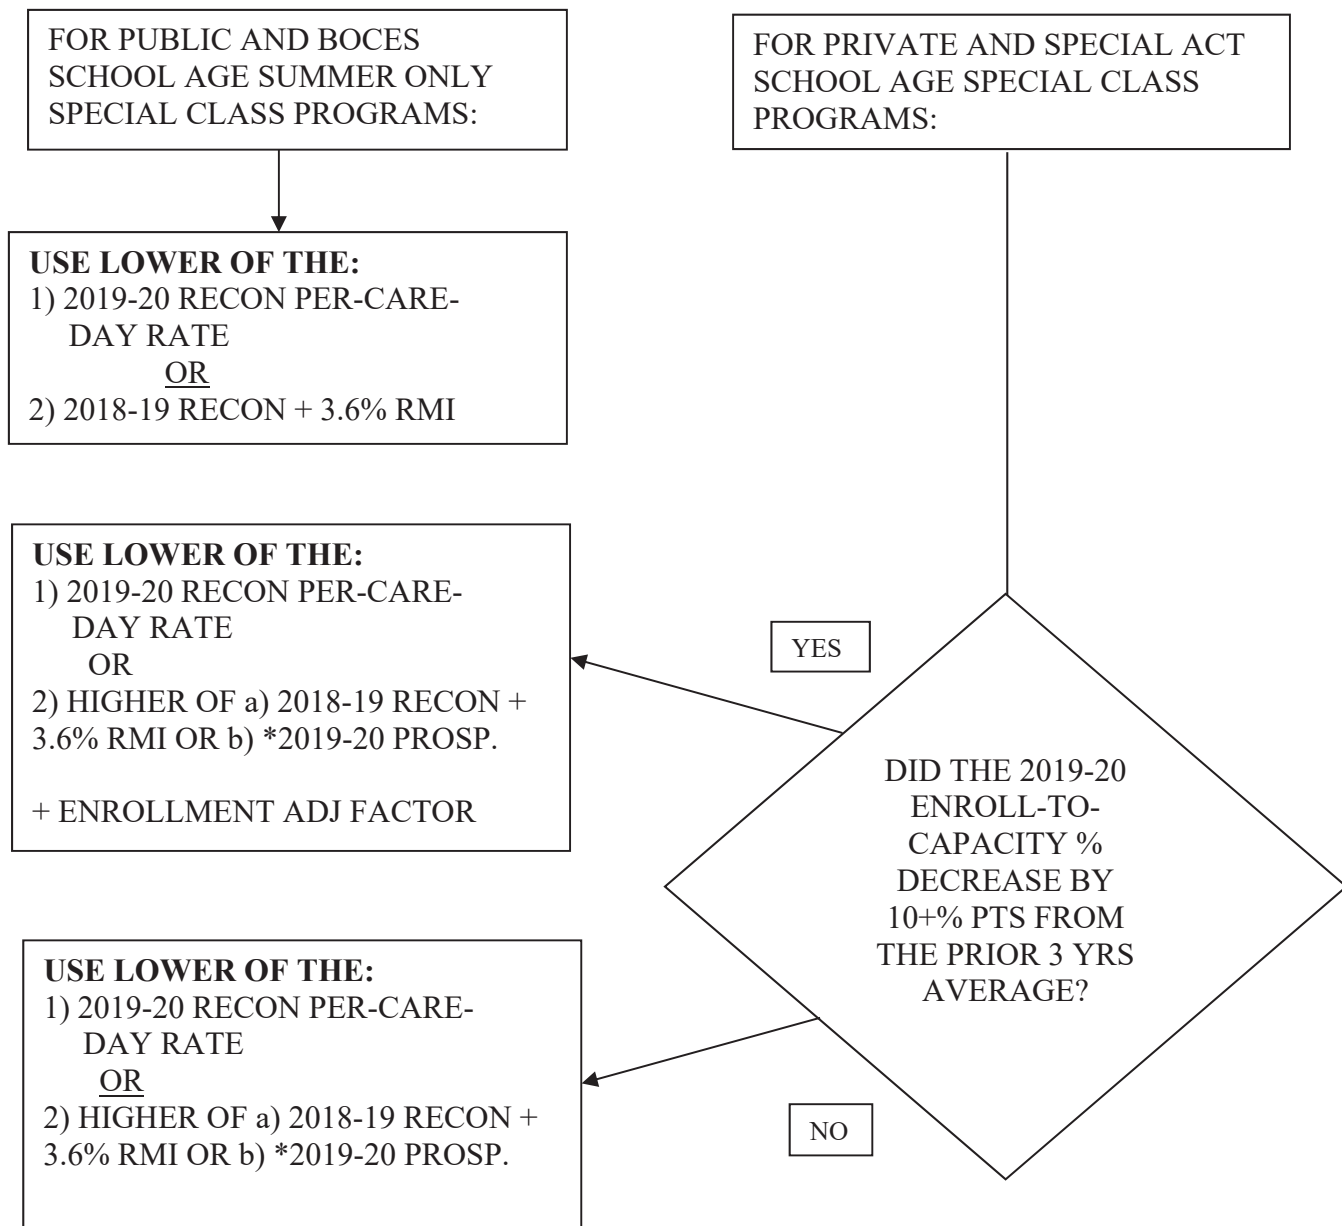 FOR PUBLIC AND BOCES
SCHOOL AGE SUMMER ONLY
SPECIAL CLASS PROGRAMS:
FOR PRIVATE AND SPECIAL ACT
SCHOOL AGE SPECIAL CLASS
PROGRAMS:
USE LOWER OF THE:
1) 2019-20 RECON PER-CARE-
DAY RATE
OR
2) 2018-19 RECON + 3.6% RMI
USE LOWER OF THE:
1) 2019-20 RECON PER-CARE-
DAY RATE
OR
2) HIGHER OF a) 2018-19 RECON +
3.6% RMI OR b) *2019-20 PROSP.
+ ENROLLMENT ADJ FACTOR
YES
DID THE 2019-20
ENROLL-TO-
CAPACITY %
DECREASE BY
10+% PTS FROM
THE PRIOR 3 YRS
AVERAGE?
USE LOWER OF THE:
1) 2019-20 RECON PER-CARE-
DAY RATE
OR
2) HIGHER OF a) 2018-19 RECON +
3.6% RMI OR b) *2019-20 PROSP.
NO